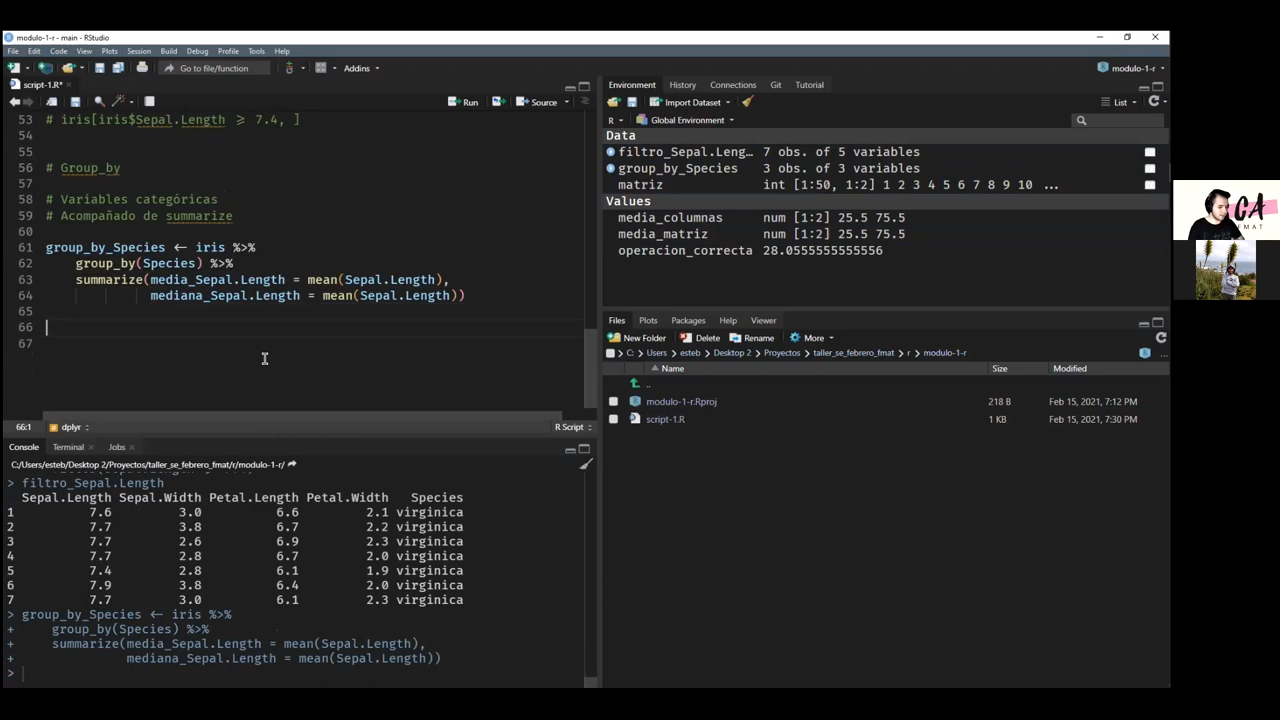 modulo-1-r - main - RStudio
File Edit Code View Plots Session Build Debug Profile Tools Help
Go to file/function Addins modulo-1-r
script-1.R*
Run Source
53 # iris[iris$Sepal.Length ⩾ 7.4, ]
54
55
56 # Group_by
57
58 # Variables categóricas
59 # Acompañado de summarize
60
61 group_by_Species ← iris %>%
62 group_by(Species) %>%
63 summarize(media_Sepal.Length = mean(Sepal.Length),
64 mediana_Sepal.Length = mean(Sepal.Length))
65
66
67
66:1 dplyr R Script
Console Terminal Jobs
C:/Users/esteb/Desktop 2/Proyectos/taller_se_febrero_fmat/r/modulo-1-r/
> filtro_Sepal.Length
Sepal.Length Sepal.Width Petal.Length Petal.Width Species
1 7.6 3.0 6.6 2.1 virginica
2 7.7 3.8 6.7 2.2 virginica
3 7.7 2.6 6.9 2.3 virginica
4 7.7 2.8 6.7 2.0 virginica
5 7.4 2.8 6.1 1.9 virginica
6 7.9 3.8 6.4 2.0 virginica
7 7.7 3.0 6.1 2.3 virginica
> group_by_Species ← iris %>%
+ group_by(Species) %>%
+ summarize(media_Sepal.Length = mean(Sepal.Length),
+ mediana_Sepal.Length = mean(Sepal.Length))
>
Environment History Connections Git Tutorial
Import Dataset List
R Global Environment
Data
filtro_Sepal.Leng… 7 obs. of 5 variables
group_by_Species 3 obs. of 3 variables
matriz int [1:50, 1:2] 1 2 3 4 5 6 7 8 9 10 ...
Values
media_columnas num [1:2] 25.5 75.5
media_matriz num [1:2] 25.5 75.5
operacion_correcta 28.0555555555556
Files Plots Packages Help Viewer
New Folder Delete Rename More
C: Users esteb Desktop 2 Proyectos taller_se_febrero_fmat r modulo-1-r
Name Size Modified
..
modulo-1-r.Rproj 218 B Feb 15, 2021, 7:12 PM
script-1.R 1 KB Feb 15, 2021, 7:30 PM
CA